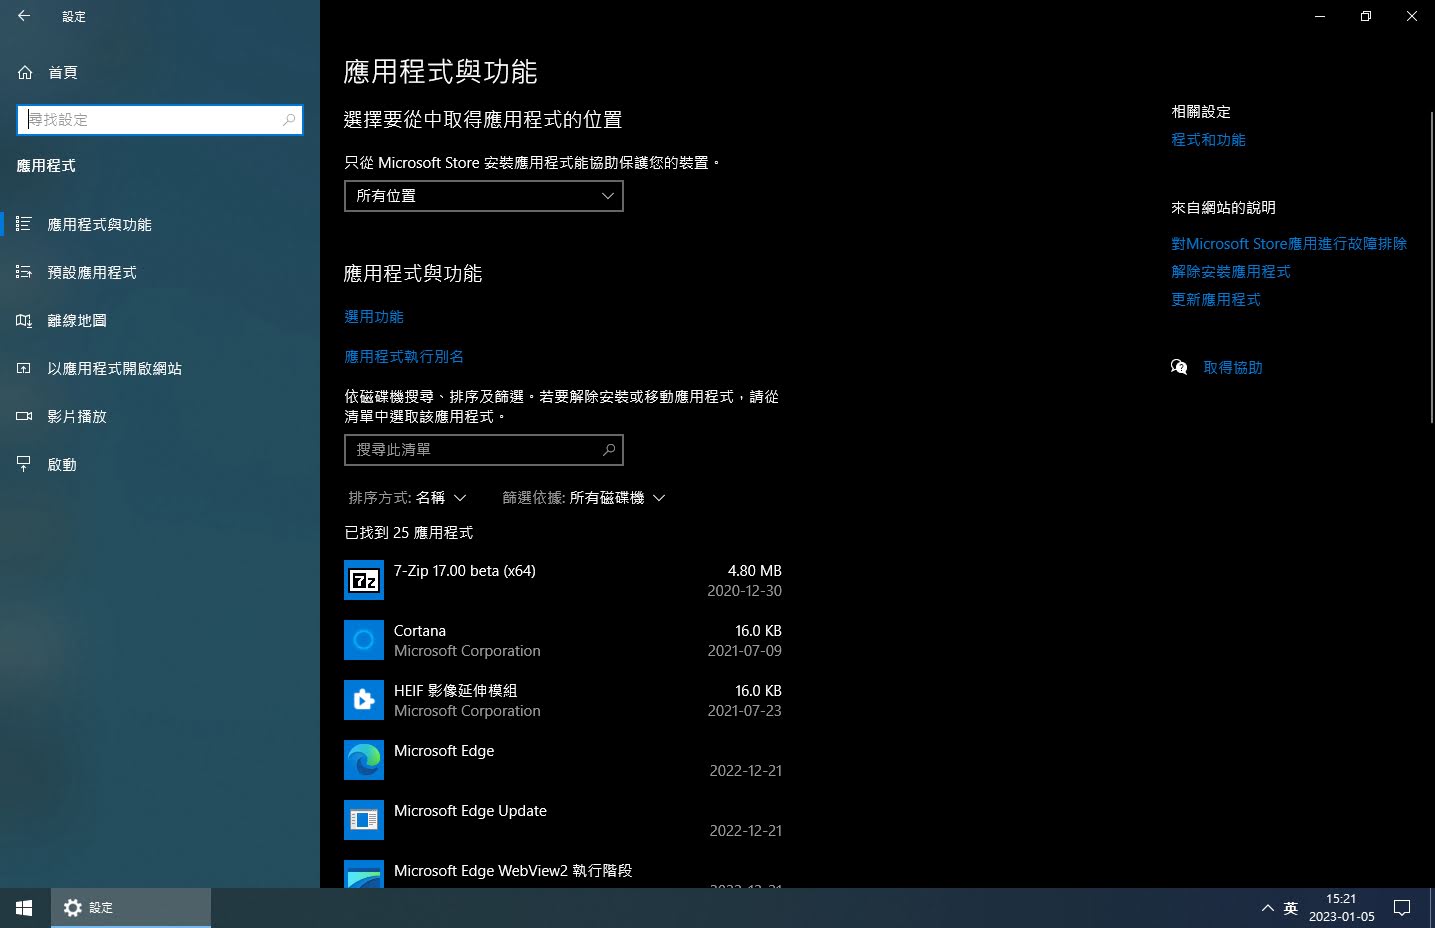 設定
首頁
尋找設定
應用程式
應用程式與功能
預設應用程式
離線地圖
以應用程式開啟網站
影片播放
啟動
應用程式與功能
選擇要從中取得應用程式的位置
只從 Microsoft Store 安裝應用程式能協助保護您的裝置。
所有位置
應用程式與功能
選用功能
應用程式執行別名
依磁碟機搜尋、排序及篩選。若要解除安裝或移動應用程式，請從
清單中選取該應用程式。
搜尋此清單
排序方式: 名稱 篩選依據: 所有磁碟機
已找到 25 應用程式
7-Zip 17.00 beta (x64) 4.80 MB
2020-12-30
Cortana 16.0 KB
Microsoft Corporation 2021-07-09
HEIF 影像延伸模組 16.0 KB
Microsoft Corporation 2021-07-23
Microsoft Edge
2022-12-21
Microsoft Edge Update
2022-12-21
Microsoft Edge WebView2 執行階段
相關設定
程式和功能
來自網站的說明
對Microsoft Store應用進行故障排除
解除安裝應用程式
更新應用程式
取得協助
設定
英
15:21
2023-01-05